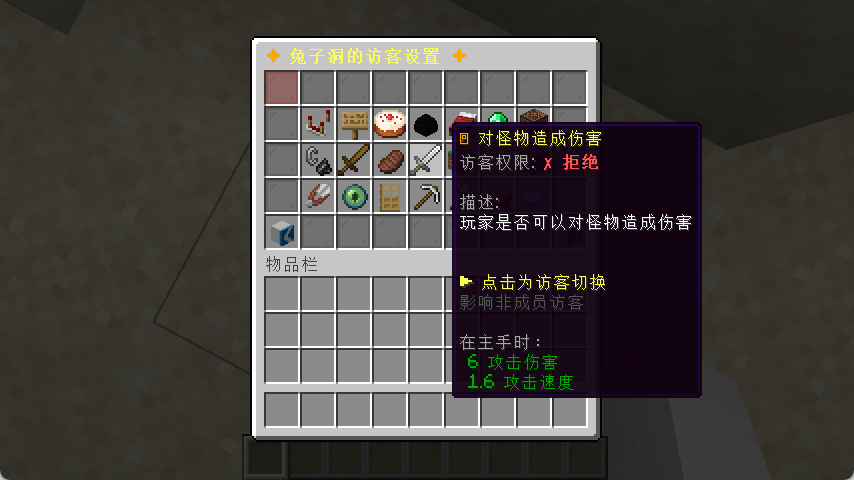 ✦ 兔子洞的访客设置 ✦
对怪物造成伤害
访客权限: ✗ 拒绝
描述:
玩家是否可以对怪物造成伤害
► 点击为访客切换
影响非成员访客
在主手时：
6 攻击伤害
1.6 攻击速度
物品栏